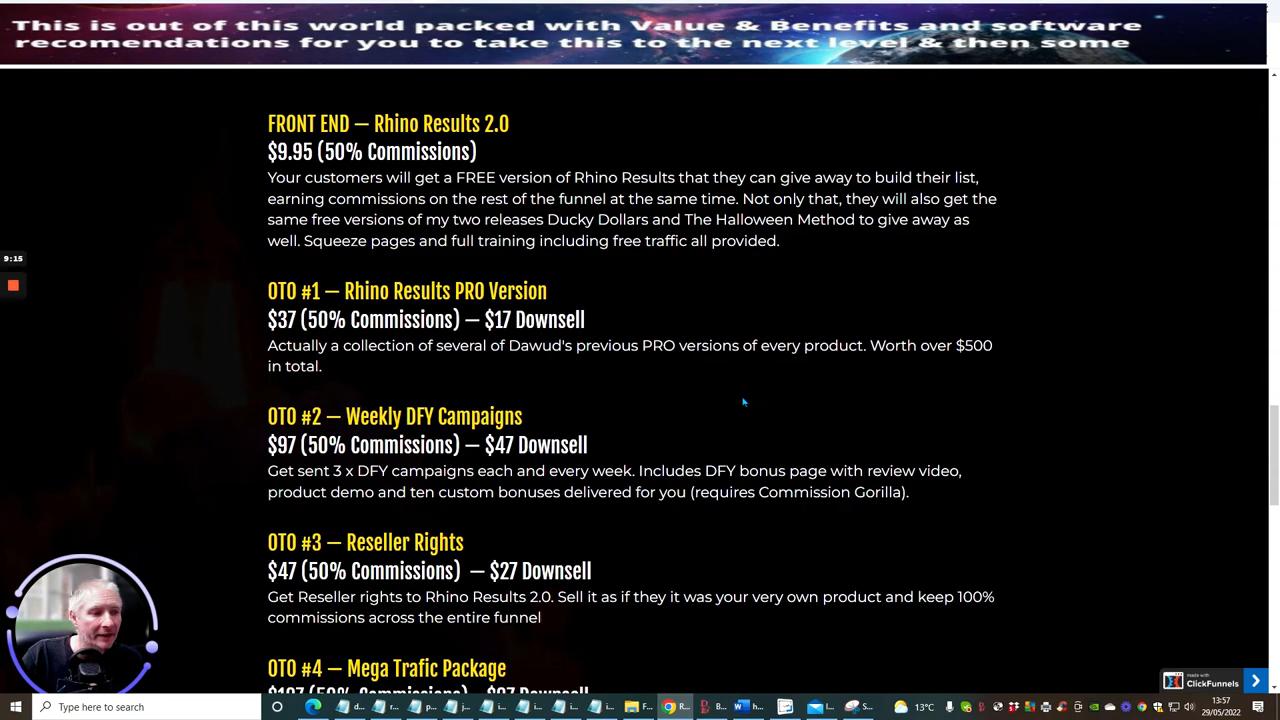 This is out of this world packed with Value & Benefits and software
recomendations for you to take this to the next level & then some
FRONT END — Rhino Results 2.0
$9.95 (50% Commissions)
Your customers will get a FREE version of Rhino Results that they can give away to build their list,
earning commissions on the rest of the funnel at the same time. Not only that, they will also get the
same free versions of my two releases Ducky Dollars and The Halloween Method to give away as
well. Squeeze pages and full training including free traffic all provided.
9:15
OTO #1 — Rhino Results PRO Version
$37 (50% Commissions) — $17 Downsell
Actually a collection of several of Dawud's previous PRO versions of every product. Worth over $500
in total.
OTO #2 — Weekly DFY Campaigns
$97 (50% Commissions) — $47 Downsell
Get sent 3 x DFY campaigns each and every week. Includes DFY bonus page with review video,
product demo and ten custom bonuses delivered for you (requires Commission Gorilla).
OTO #3 — Reseller Rights
$47 (50% Commissions) — $27 Downsell
Get Reseller rights to Rhino Results 2.0. Sell it as if they it was your very own product and keep 100%
commissions across the entire funnel
OTO #4 — Mega Trafic Package
made with
ClickFunnels
Type here to search
d...
r...
p...
j...
i...
i...
i...
i...
F...
R...
B...
h...
I...
S...
13°C
13:57
29/05/2022